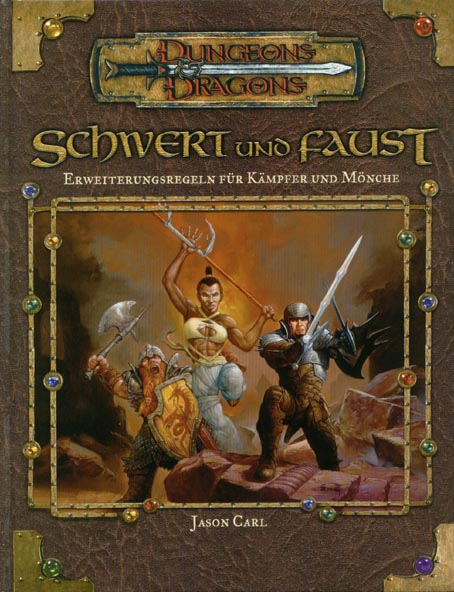 DUNGEONS
& DRAGONS
SCHWERT UND FAUST
ERWEITERUNGSREGELN FÜR KÄMPFER UND MÖNCHE
JASON CARL